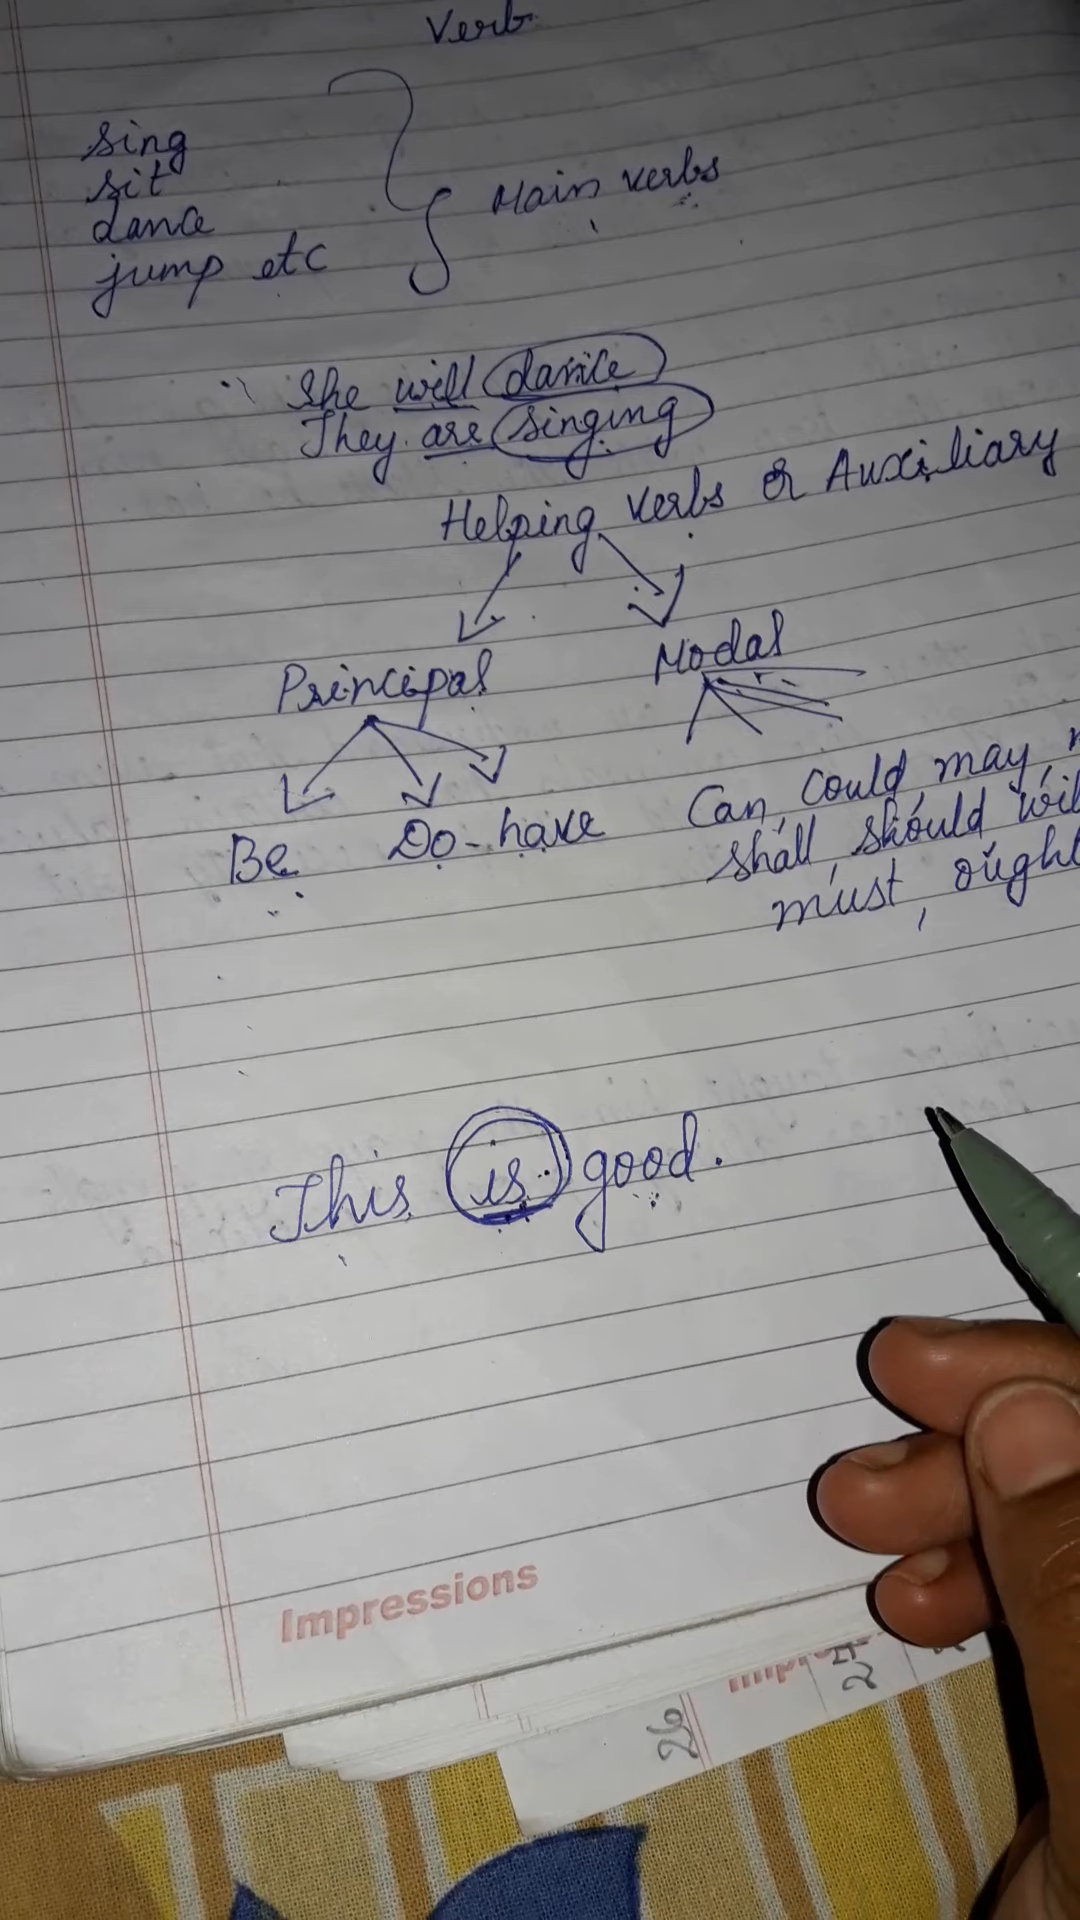 Verb
sing
sit
dance
jump etc
Main verbs
She will dance
They are singing
Helping verbs or Auxiliary
Principal
Modal
Be Do have
Can, could, may,
shall, should
must, ought
This is good.
Impressions
26